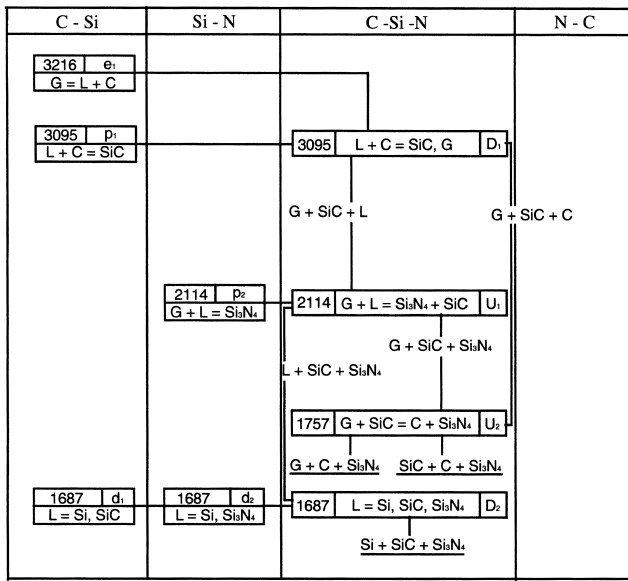 C - Si Si - N C -Si -N N - C
3216 e₁
G = L + C
3095 p₁ 3095 L + C = SiC, G D₁
L + C = SiC
G + SiC + L G + SiC + C
2114 p₂ 2114 G + L = Si₃N₄ + SiC U₁
G + L = Si₃N₄
G + SiC + Si₃N₄
L + SiC + Si₃N₄
1757 G + SiC = C + Si₃N₄ U₂
G + C + Si₃N₄ SiC + C + Si₃N₄
1687 d₁ 1687 d₂ 1687 L = Si, SiC, Si₃N₄ D₂
L = Si, SiC L = Si, Si₃N₄
Si + SiC + Si₃N₄